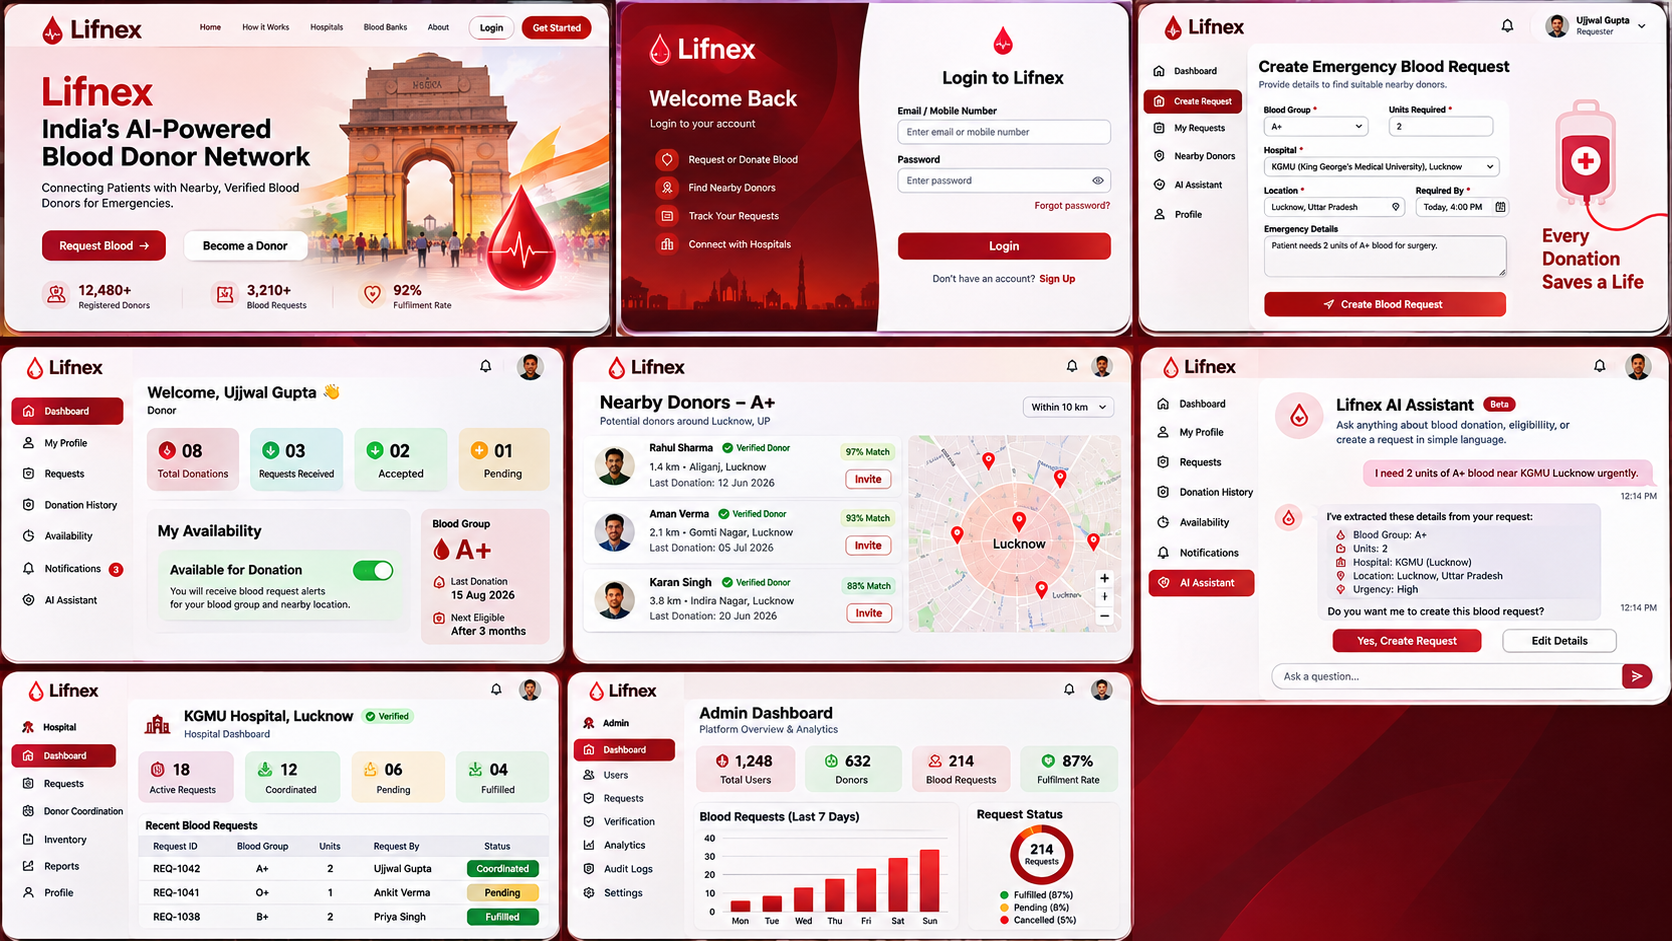 Lifnex
Home
How it Works
Hospitals
Blood Banks
About
Login
Get Started
Lifnex
India's AI-Powered
Blood Donor Network
Connecting Patients with Nearby, Verified Blood
Donors for Emergencies.
Request Blood →
Become a Donor
12,480+
Registered Donors
3,210+
Blood Requests
92%
Fulfilment Rate
Lifnex
Welcome Back
Login to your account
Request or Donate Blood
Find Nearby Donors
Track Your Requests
Connect with Hospitals
Login to Lifnex
Email / Mobile Number
Enter email or mobile number
Password
Enter password
Forgot password?
Login
Don't have an account? Sign Up
Lifnex
Ujjwal Gupta
Requester
Dashboard
Create Request
My Requests
Nearby Donors
AI Assistant
Profile
Create Emergency Blood Request
Provide details to find suitable nearby donors.
Blood Group *
A+
Units Required *
2
Hospital *
KGMU (King George's Medical University), Lucknow
Location *
Lucknow, Uttar Pradesh
Required By *
Today, 4:00 PM
Emergency Details
Patient needs 2 units of A+ blood for surgery.
Create Blood Request
Every
Donation
Saves a Life
Lifnex
Dashboard
My Profile
Requests
Donation History
Availability
Notifications 3
AI Assistant
Welcome, Ujjwal Gupta 👋
Donor
08
Total Donations
03
Requests Received
02
Accepted
01
Pending
My Availability
Available for Donation
You will receive blood request alerts
for your blood group and nearby location.
Blood Group
A+
Last Donation
15 Aug 2026
Next Eligible
After 3 months
Lifnex
Nearby Donors – A+
Potential donors around Lucknow, UP
Within 10 km
Rahul Sharma
Verified Donor
97% Match
1.4 km • Aliganj, Lucknow
Last Donation: 12 Jun 2026
Invite
Aman Verma
Verified Donor
93% Match
2.1 km • Gomti Nagar, Lucknow
Last Donation: 05 Jul 2026
Invite
Karan Singh
Verified Donor
88% Match
3.8 km • Indira Nagar, Lucknow
Last Donation: 20 Jun 2026
Invite
Lucknow
+
+
−
Lifnex
Dashboard
My Profile
Requests
Donation History
Availability
Notifications
AI Assistant
Lifnex AI Assistant
Beta
Ask anything about blood donation, eligibillity, or
create a request in simple language.
I need 2 units of A+ blood near KGMU Lucknow urgently.
12:14 PM
I've extracted these details from your request:
Blood Group: A+
Units: 2
Hospital: KGMU (Lucknow)
Location: Lucknow, Uttar Pradesh
Urgency: High
Do you want me to create this blood request?
12:14 PM
Yes, Create Request
Edit Details
Ask a question...
Lifnex
Hospital
Dashboard
Requests
Donor Coordination
Inventory
Reports
Profile
KGMU Hospital, Lucknow
Verified
Hospital Dashboard
18
Active Requests
12
Coordinated
06
Pending
04
Fulfilled
Recent Blood Requests
Request ID Blood Group Units Request By Status
REQ-1042 A+ 2 Ujjwal Gupta Coordinated
REQ-1041 O+ 1 Ankit Verma Pending
REQ-1038 B+ 2 Priya Singh Fufilled
Lifnex
Admin
Dashboard
Users
Requests
Verification
Analytics
Audit Logs
Settings
Admin Dashboard
Platform Overview & Analytics
1,248
Total Users
632
Donors
214
Blood Requests
87%
Fulfilment Rate
Blood Requests (Last 7 Days)
40
30
20
10
0
Mon Tue Wed Thu Fri Sat Sun
Request Status
214
Requests
Fulfilled (87%)
Pending (8%)
Cancelled (5%)